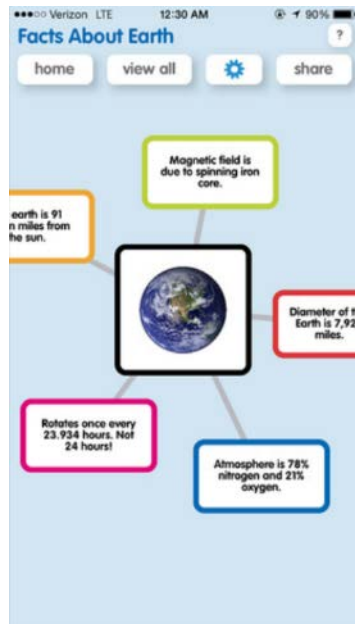 Verizon LTE 12:30 AM 90%
Facts About Earth ?
home view all share
Magnetic field is
due to spinning iron
core.
earth is 91
n miles from
he sun.
Diameter of t
Earth is 7,92
miles.
Rotates once every
23.934 hours. Not
24 hours!
Atmosphere is 78%
nitrogen and 21%
oxygen.